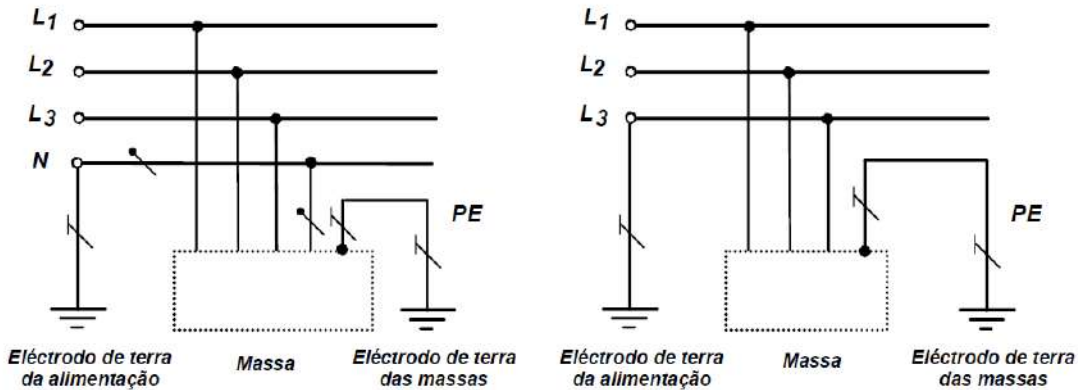 L1
L2
L3
N
PE
Eléctrodo de terra
da alimentação
Massa
Eléctrodo de terra
das massas
L1
L2
L3
PE
Eléctrodo de terra
da alimentação
Massa
Eléctrodo de terra
das massas